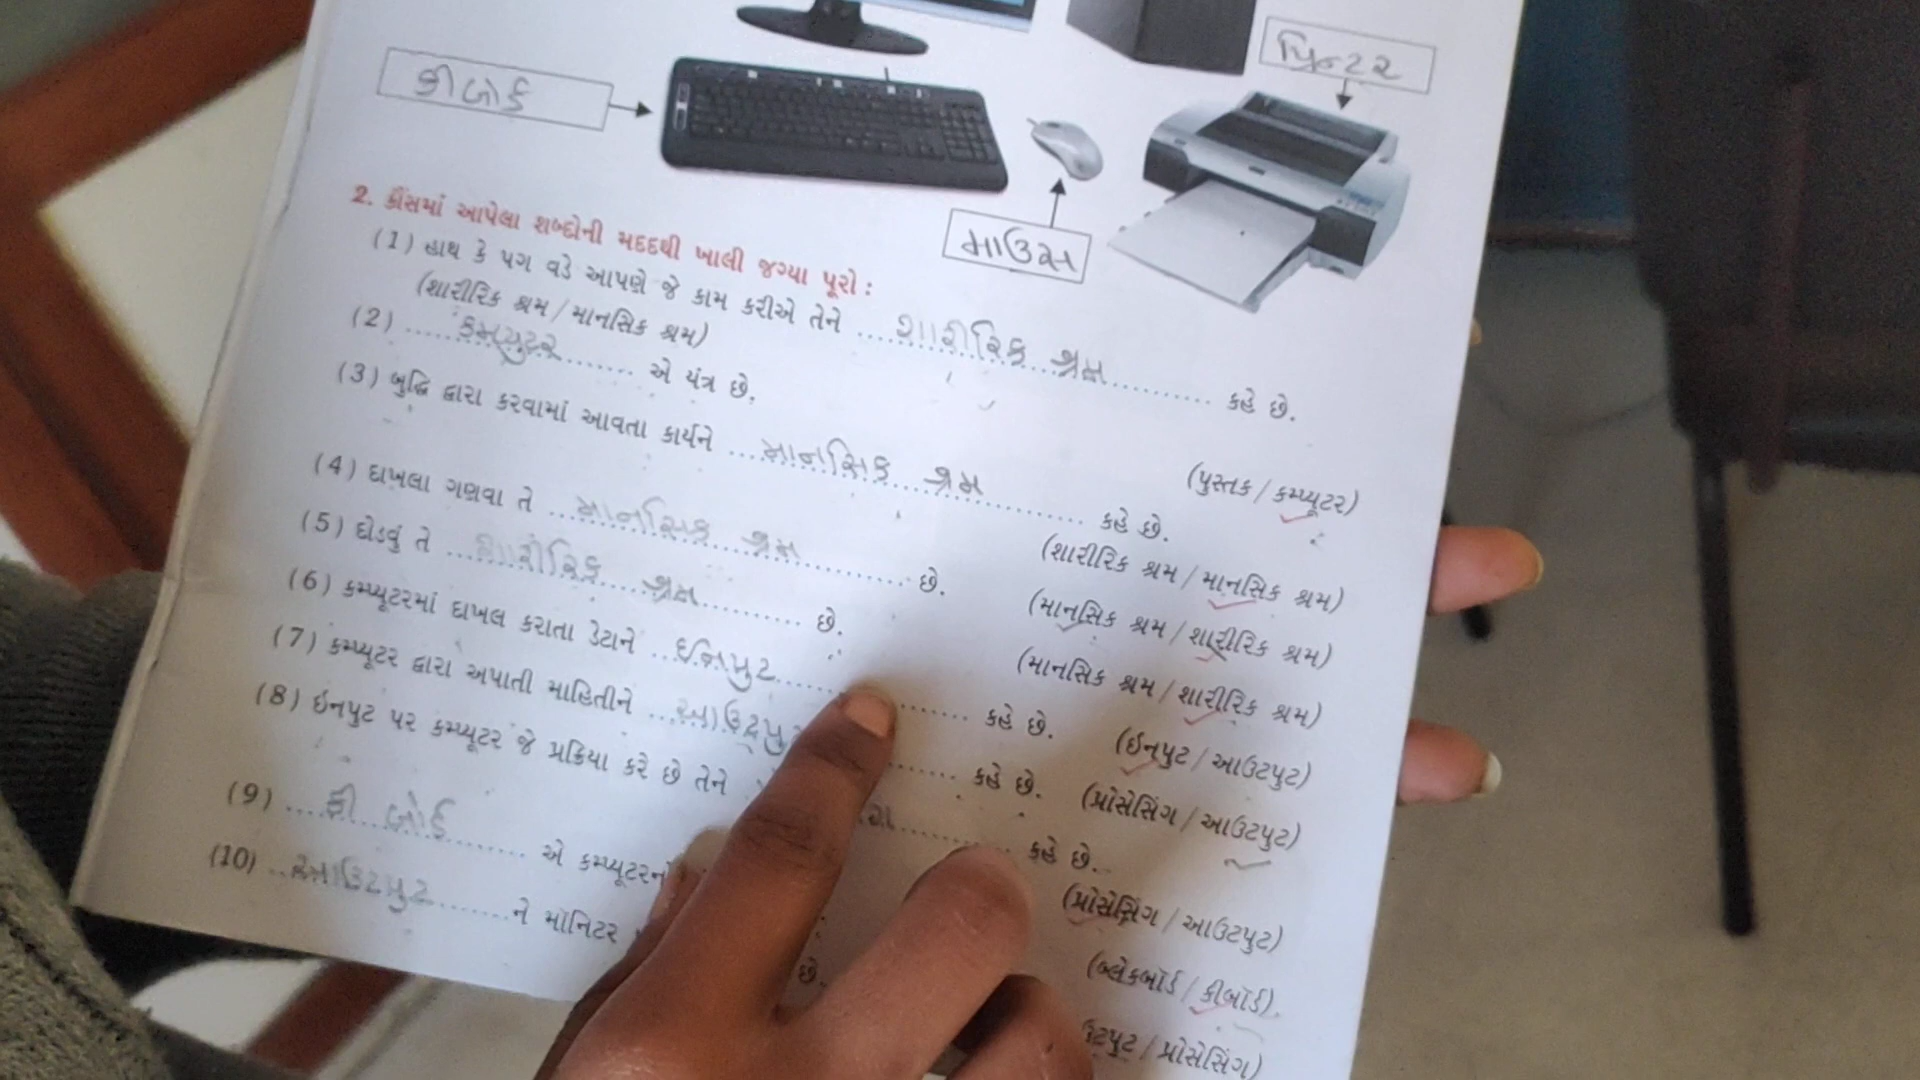 પ્રિન્ટર
કીબોર્ડ
માઉસ
2. કૌંસમાં આપેલા શબ્દોની મદદથી ખાલી જગ્યા પૂરો :
(1) હાથ કે પગ વડે આપણે જે કામ કરીએ તેને ... શારીરિક શ્રમ ... કહે છે.
(શારીરિક શ્રમ / માનસિક શ્રમ)
(2) ... કમ્પ્યુટર ... એ યંત્ર છે. (પુસ્તક / કમ્પ્યૂટર)
(3) બુદ્ધિ દ્વારા કરવામાં આવતા કાર્યને ... માનસિક શ્રમ ... કહે છે. (શારીરિક શ્રમ / માનસિક શ્રમ)
(4) દાખલા ગણવા તે ... માનસિક શ્રમ ... છે. (માનસિક શ્રમ / શારીરિક શ્રમ)
(5) દોડવું તે ... શારીરિક શ્રમ ... છે. (માનસિક શ્રમ / શારીરિક શ્રમ)
(6) કમ્પ્યૂટરમાં દાખલ કરાતા ડેટાને ... ઈનપુટ ... કહે છે. (ઈનપુટ / આઉટપુટ)
(7) કમ્પ્યૂટર દ્વારા અપાતી માહિતીને ... કહે છે. (પ્રોસેસિંગ / આઉટપુટ)
(8) ઈનપુટ પર કમ્પ્યૂટર જે પ્રક્રિયા કરે છે તેને ... કહે છે. (પ્રોસેસિંગ / આઉટપુટ)
(9) ... કી બોર્ડ ... એ (બ્લેકબૉર્ડ / કીબૉર્ડ)
(10) ... આઉટપુટ ... ને મૉનિટર છે. / પ્રોસેસિંગ)